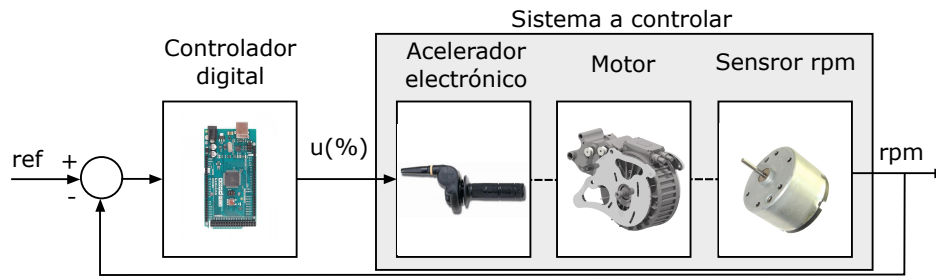 Sistema a controlar
Controlador
digital
Acelerador
electrónico
Motor
Sensror rpm
ref
+
-
u(%)
rpm